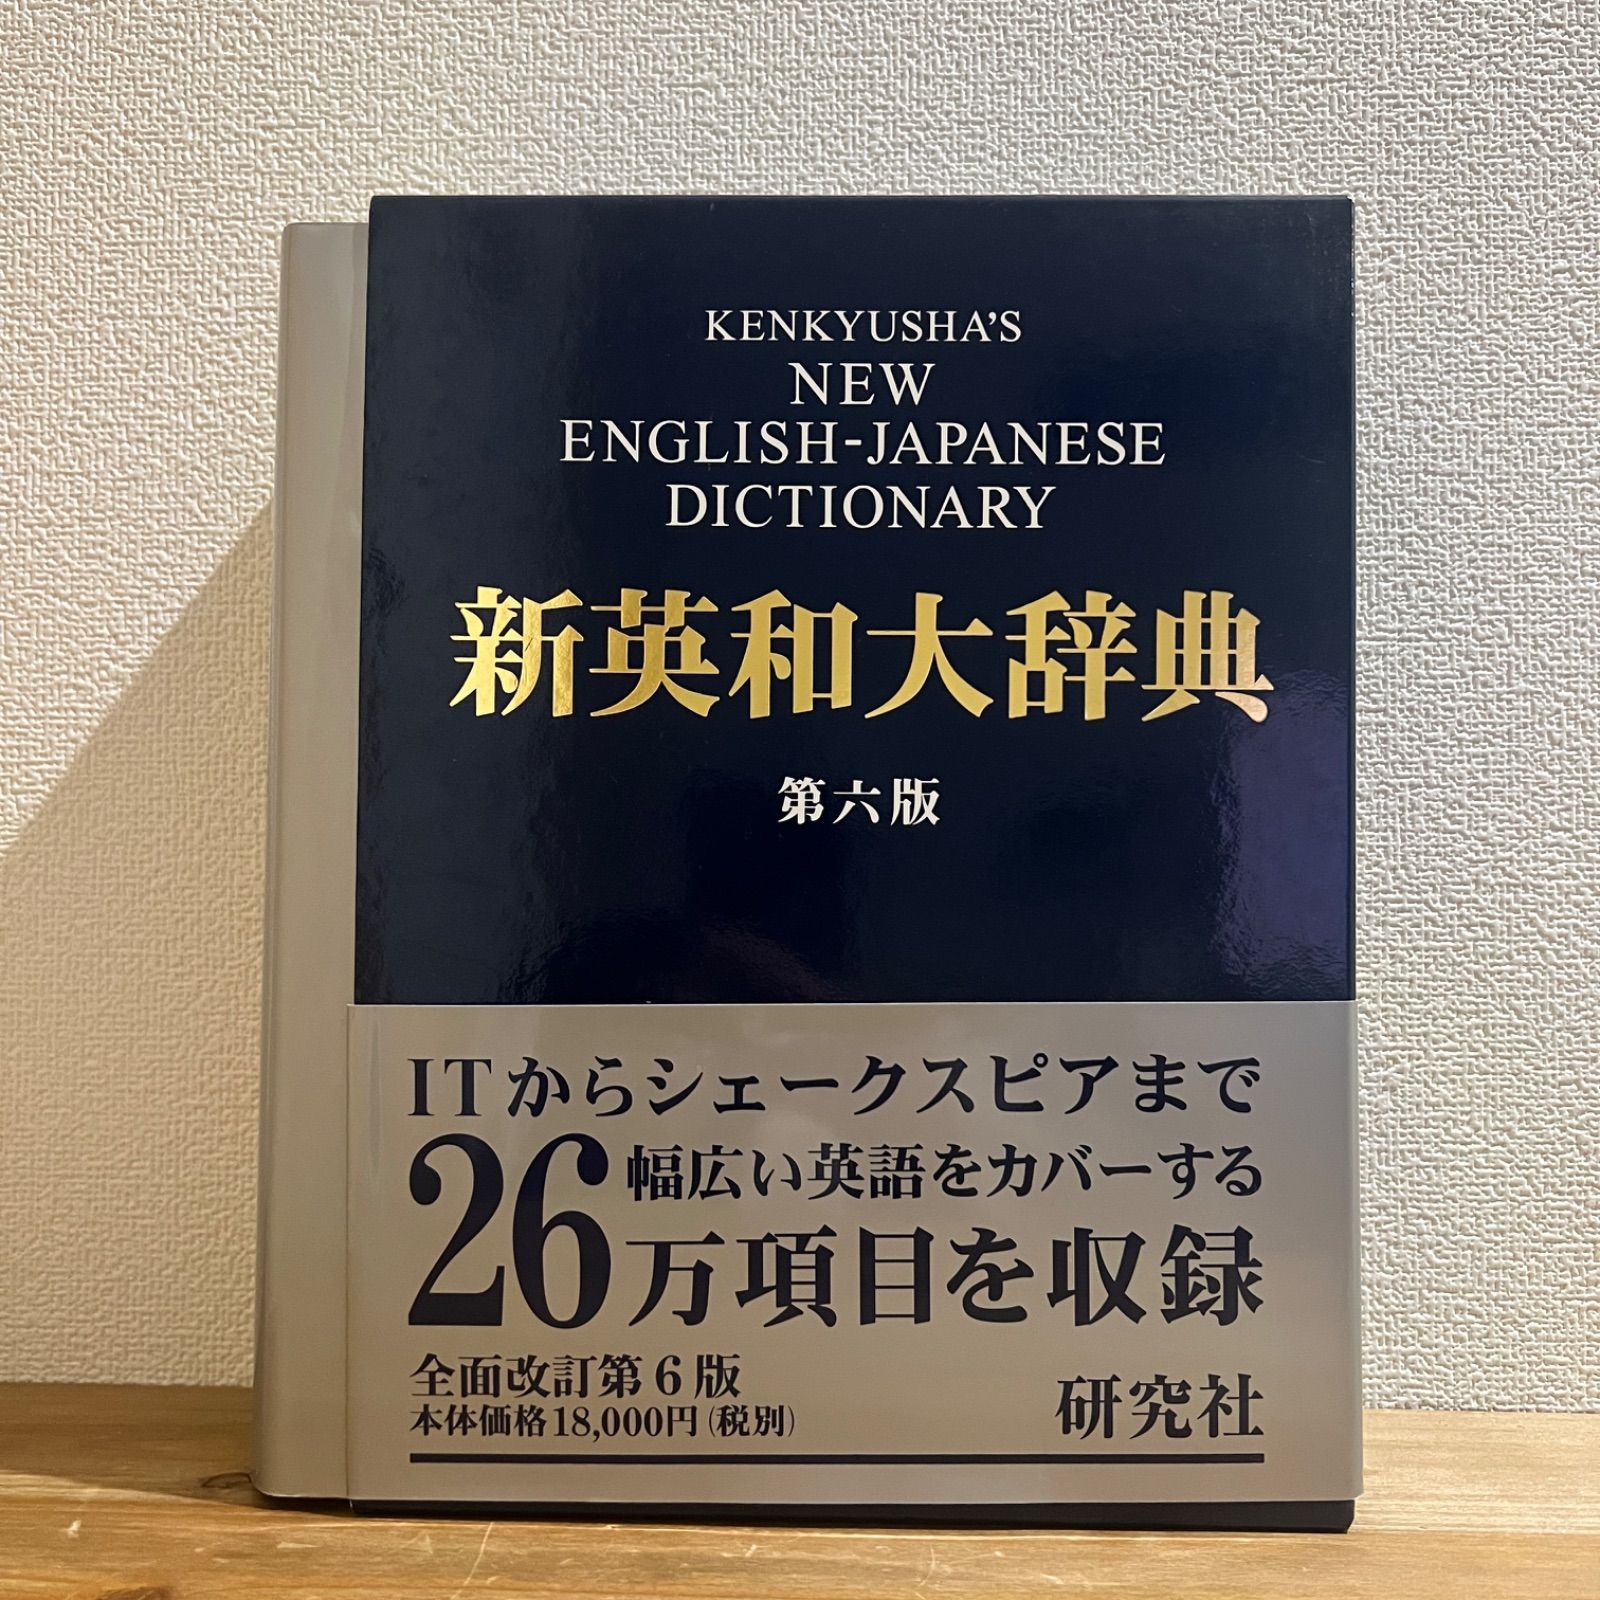 KENKYUSHA'S
NEW
ENGLISH-JAPANESE
DICTIONARY
新英和大辞典
第六版
ITからシェークスピアまで
幅広い英語をカバーする
26万項目を収録
全面改訂第6版
本体価格18,000円(税別)
研究社